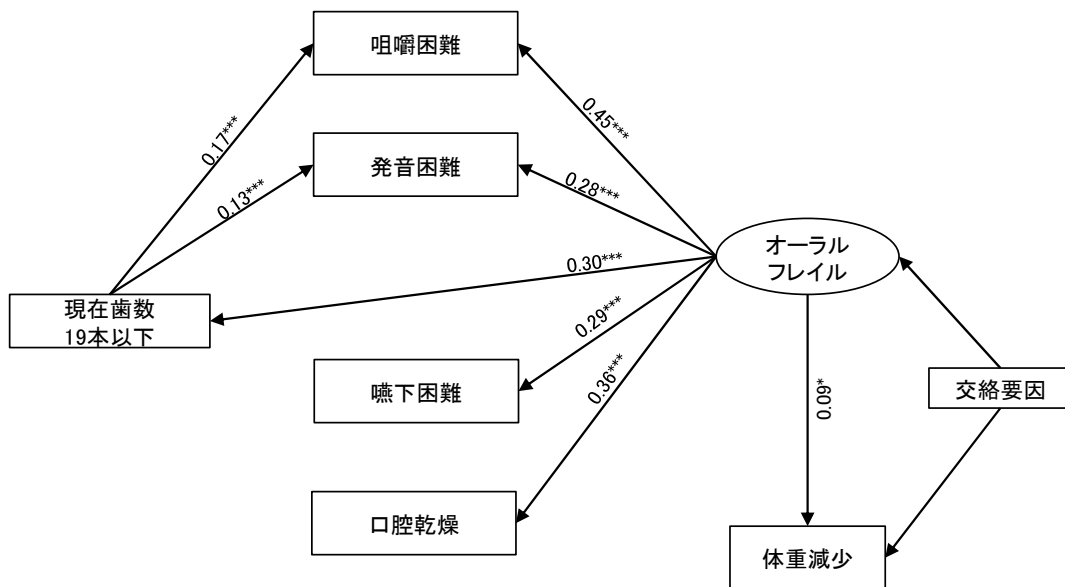 咀嚼困難
0.45***
0.17***
発音困難
0.28***
0.13***
オーラル
フレイル
0.30***
現在歯数
19本以下
0.29***
嚥下困難
0.36***
0.09*
交絡要因
口腔乾燥
体重減少